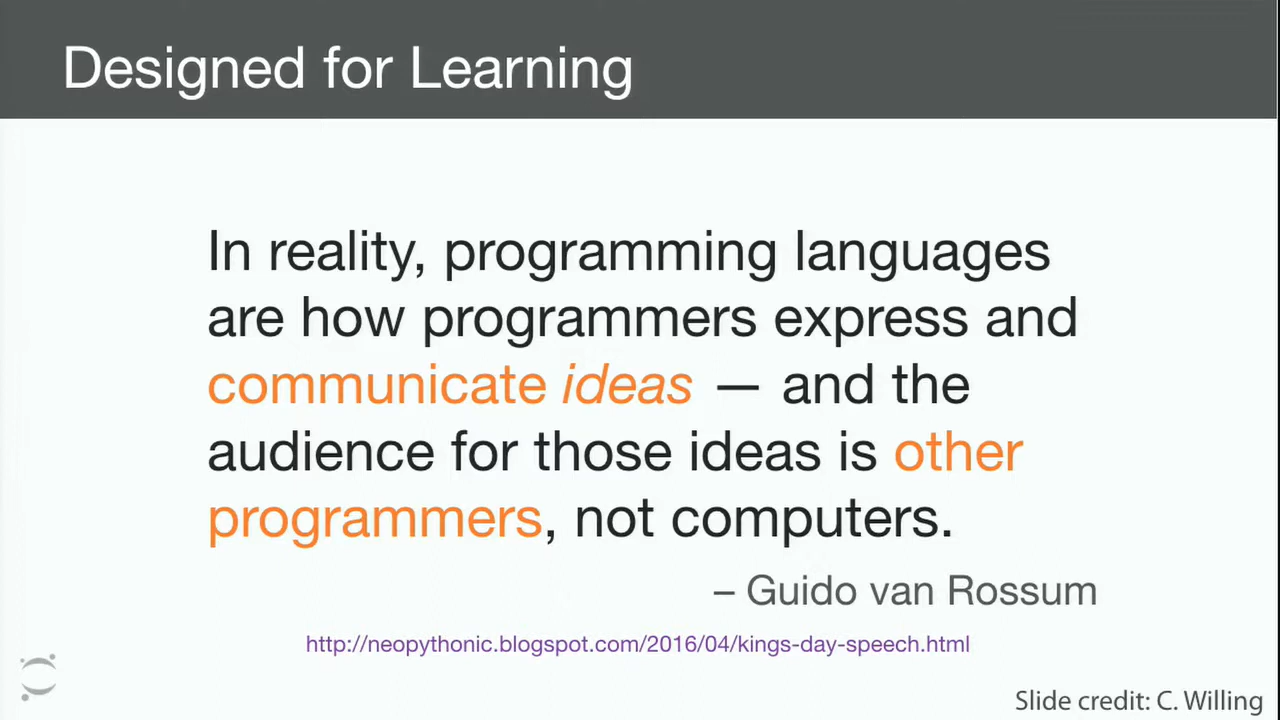 Designed for Learning
In reality, programming languages
are how programmers express and
communicate ideas — and the
audience for those ideas is other
programmers, not computers.
– Guido van Rossum
http://neopythonic.blogspot.com/2016/04/kings-day-speech.html
Slide credit: C. Willing